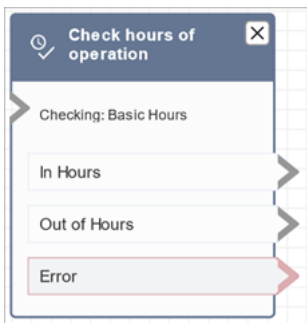 Check hours of
operation
Checking: Basic Hours
In Hours
Out of Hours
Error